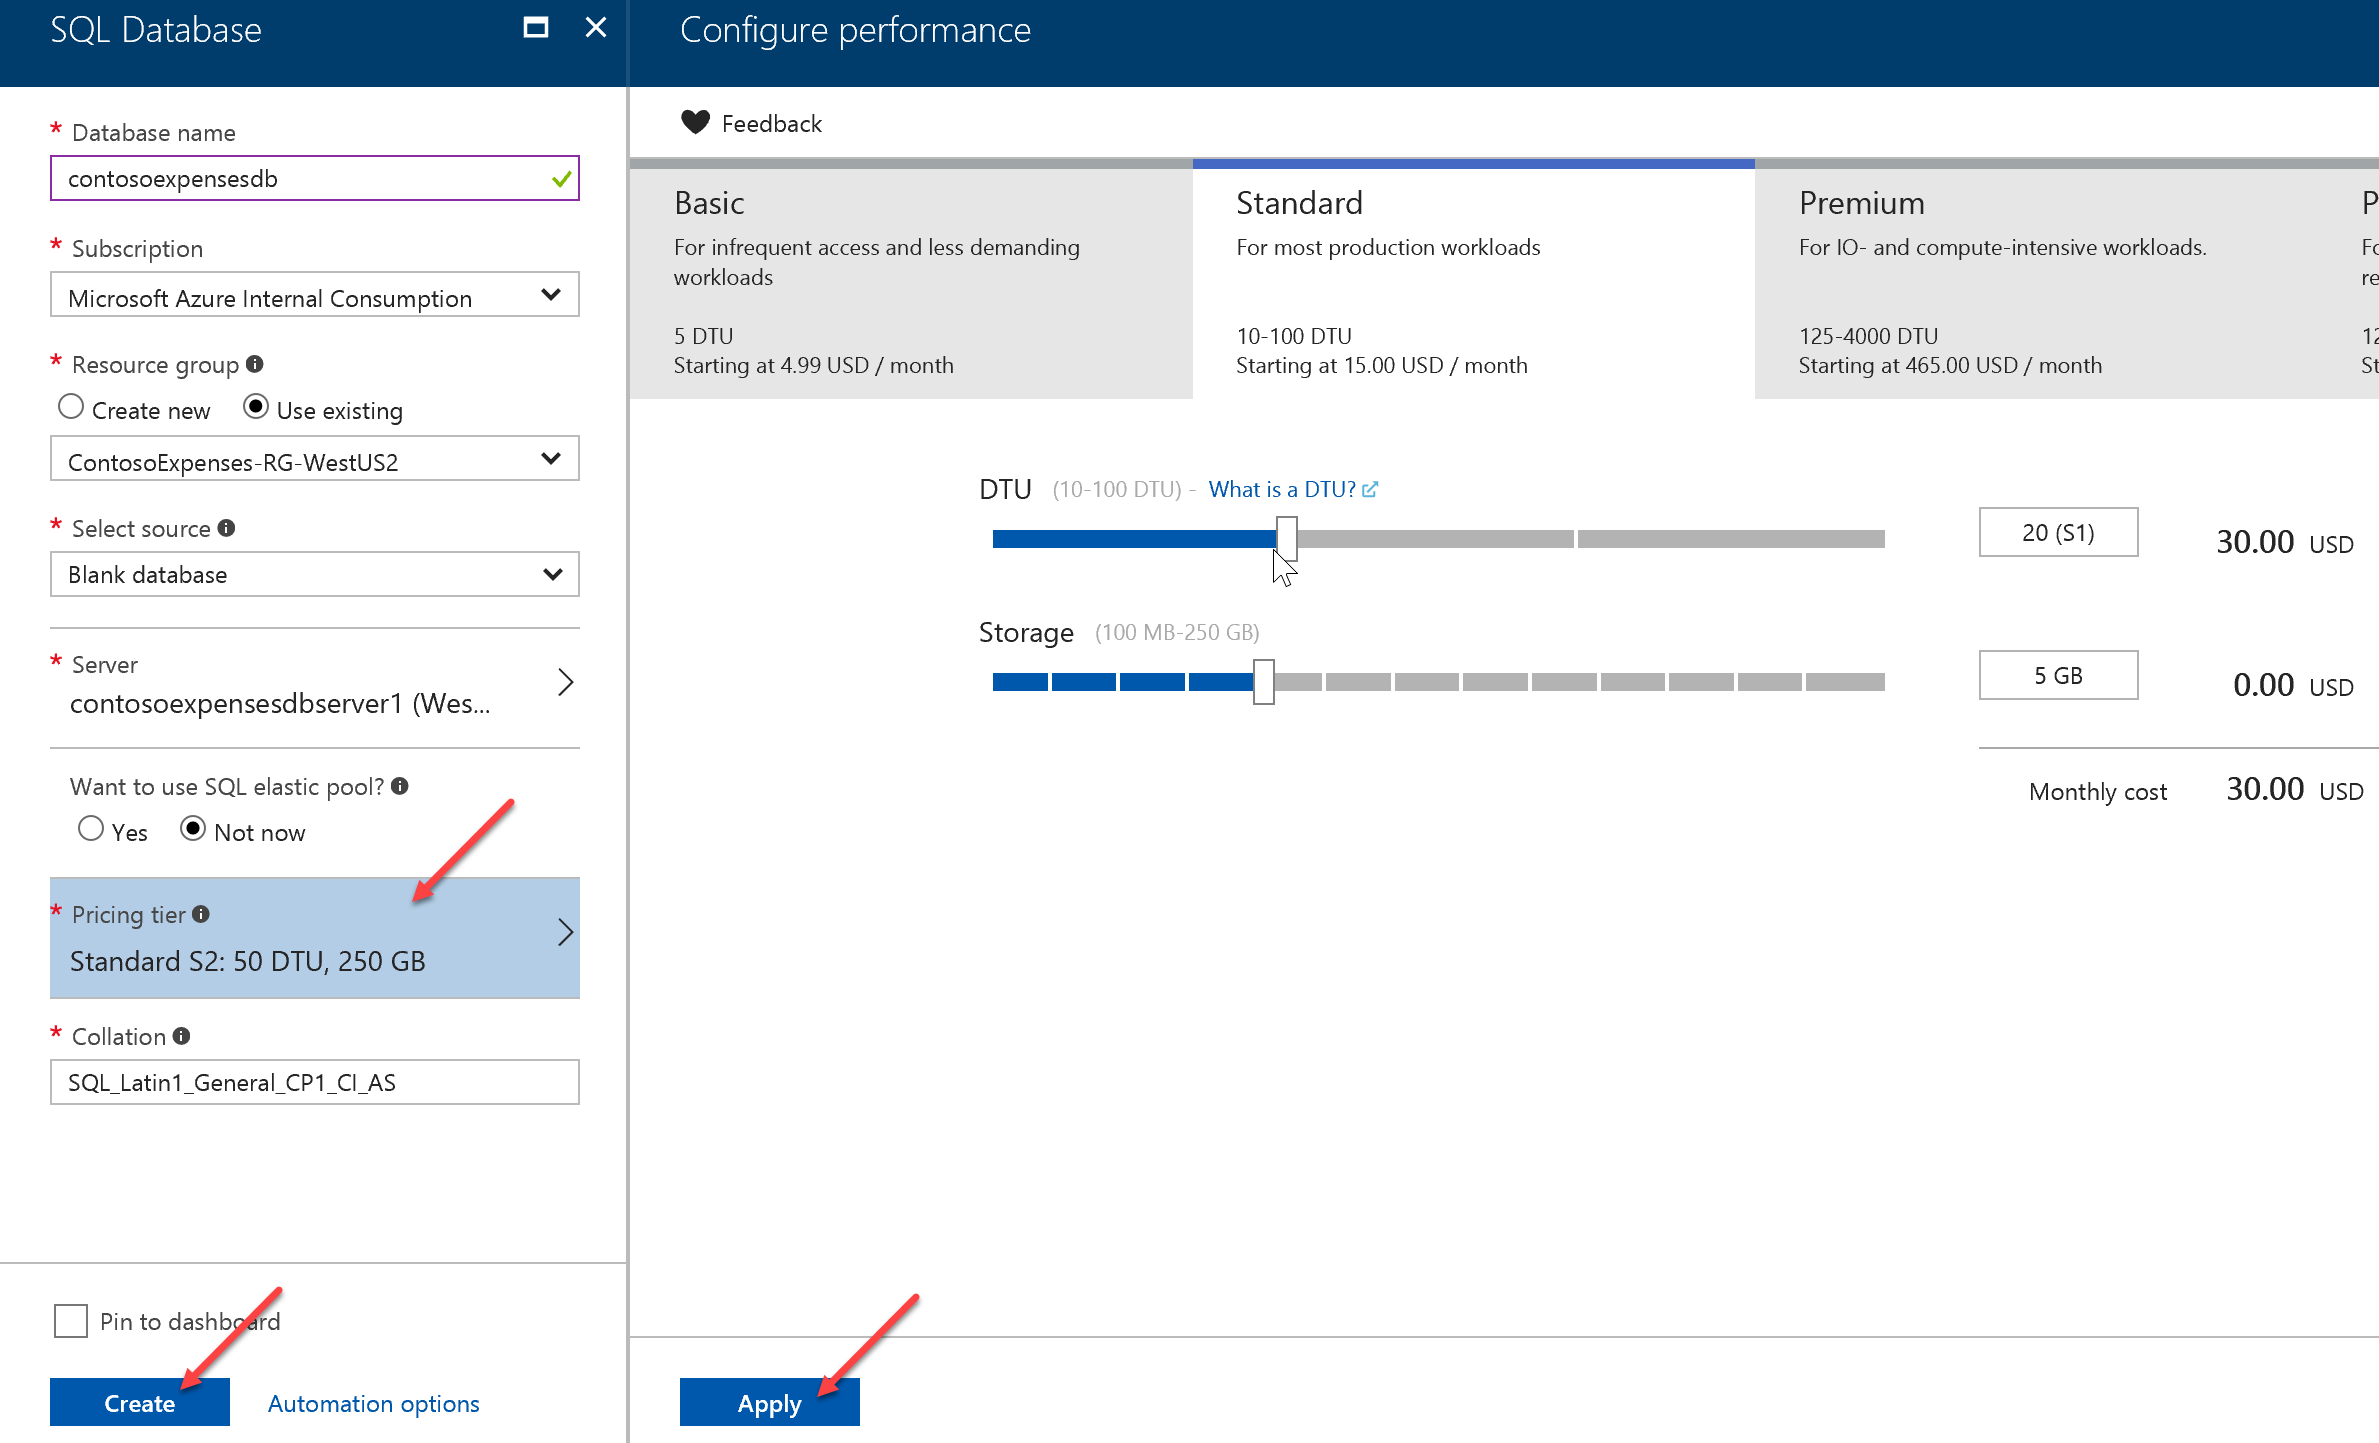 SQL Database
* Database name
contosoexpensesdb
* Subscription
Microsoft Azure Internal Consumption
* Resource group
Create new Use existing
ContosoExpenses-RG-WestUS2
* Select source
Blank database
* Server
contosoexpensesdbserver1 (Wes...
Want to use SQL elastic pool?
Yes Not now
* Pricing tier
Standard S2: 50 DTU, 250 GB
* Collation
SQL_Latin1_General_CP1_CI_AS
Pin to dashboard
Create Automation options
Configure performance
Feedback
Basic
For infrequent access and less demanding
workloads
5 DTU
Starting at 4.99 USD / month
Standard
For most production workloads
10-100 DTU
Starting at 15.00 USD / month
Premium
For IO- and compute-intensive workloads.
125-4000 DTU
Starting at 465.00 USD / month
P
Fo
re
12
St
DTU (10-100 DTU) - What is a DTU?
20 (S1) 30.00 USD
Storage (100 MB-250 GB)
5 GB 0.00 USD
Monthly cost 30.00 USD
Apply